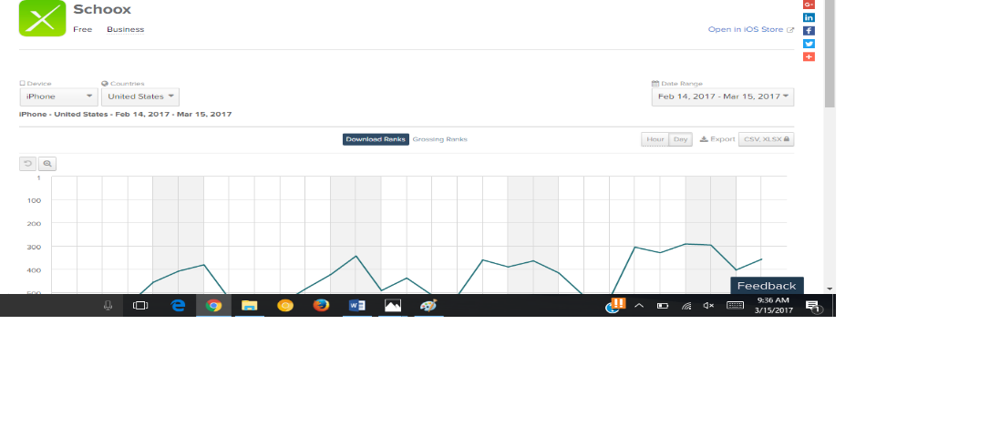 Schoox
Free Business
Open in iOS Store
Device Countries Date Range
iPhone United States Feb 14, 2017 - Mar 15, 2017
iPhone - United States - Feb 14, 2017 - Mar 15, 2017
Download Ranks Grossing Ranks Hour Day Export CSV, XLSX
1
100
200
300
400
500
Feedback
9:36 AM
3/15/2017